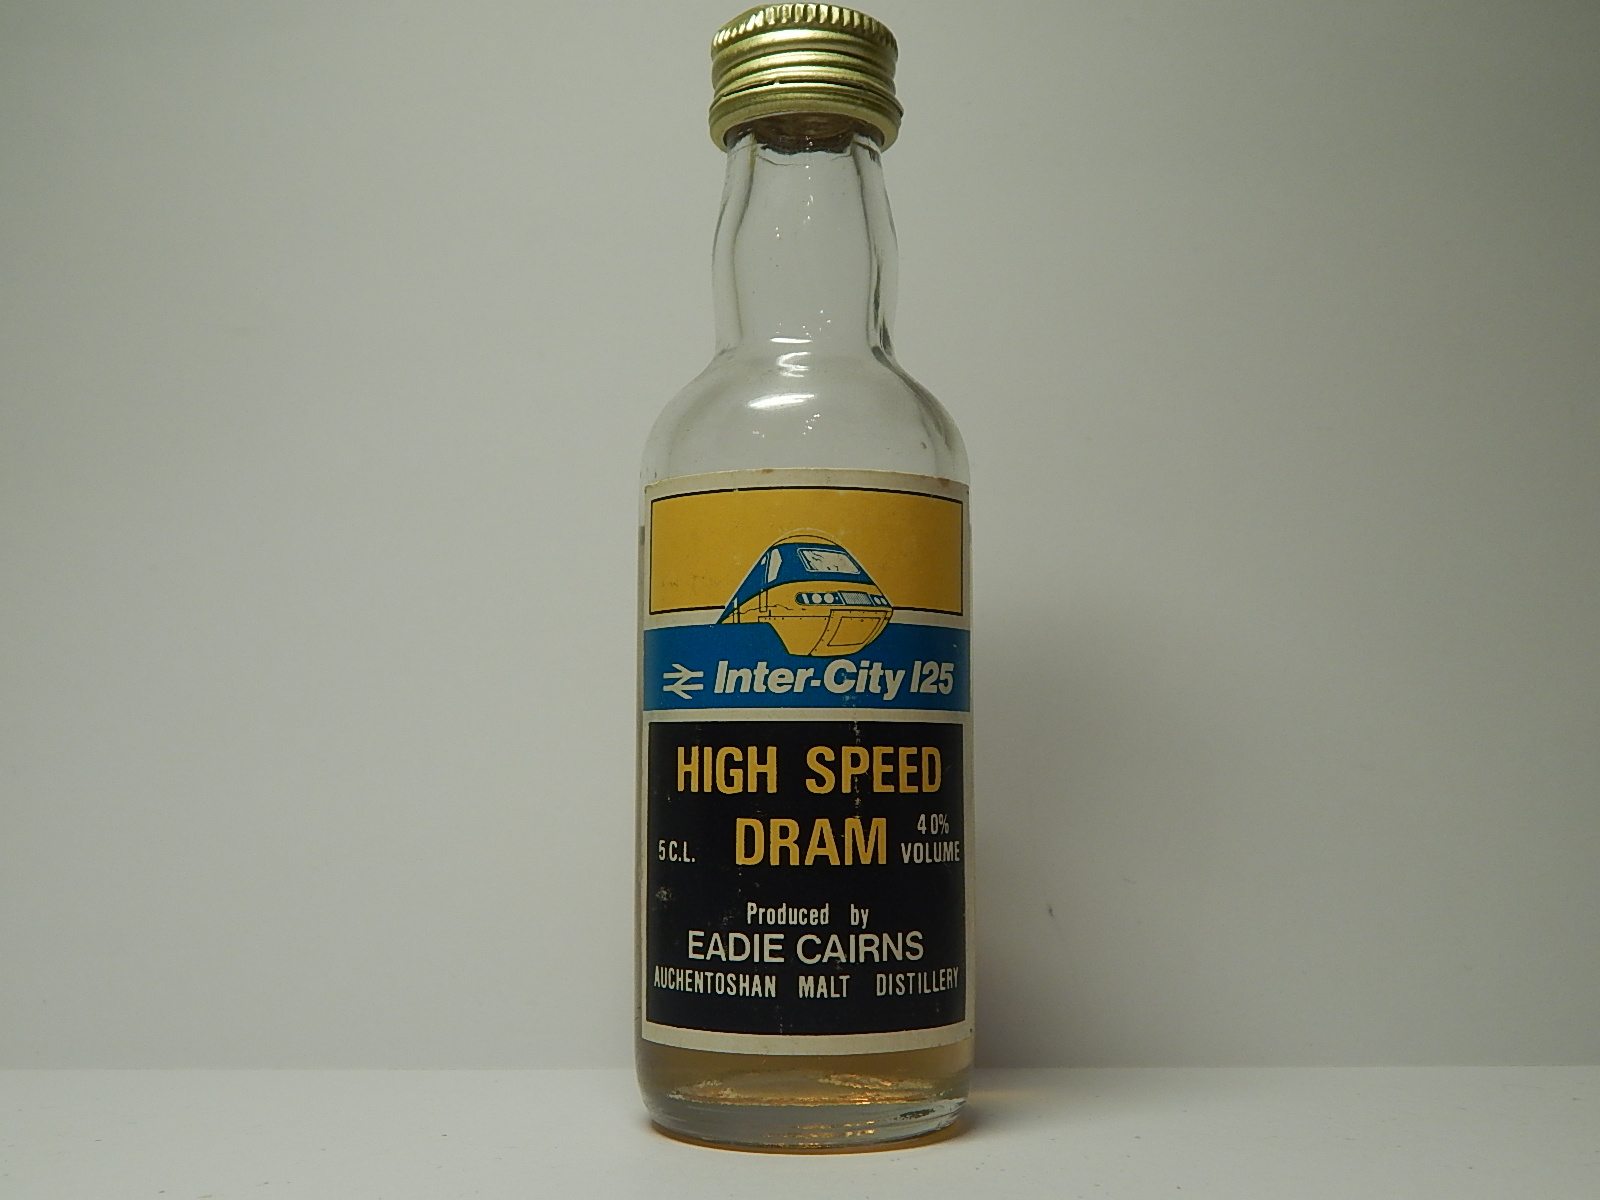 Inter-City 125
HIGH SPEED
DRAM
5 C.L.
40%
VOLUME
Produced by
EADIE CAIRNS
AUCHENTOSHAN MALT DISTILLERY